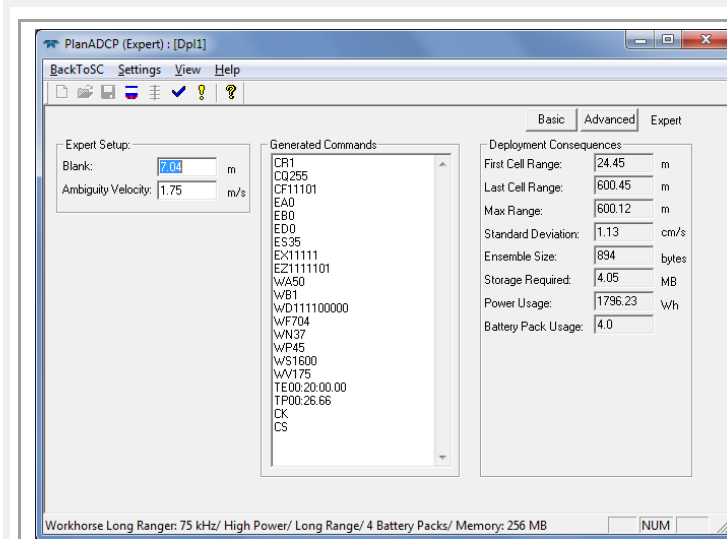 PlanADCP (Expert) : [Dpl1]
BackToSC Settings View Help
Basic Advanced Expert
Expert Setup:
Blank: 7.04 m
Ambiguity Velocity: 1.75 m/s
Generated Commands
CR1
CQ255
CF11101
EA0
EB0
ED0
ES35
EX11111
EZ1111101
WA50
WB1
WD111100000
WF704
WN37
WP45
WS1600
WV175
TE00:20:00.00
TP00:26.66
CK
CS
Deployment Consequences
First Cell Range: 24.45 m
Last Cell Range: 600.45 m
Max Range: 600.12 m
Standard Deviation: 1.13 cm/s
Ensemble Size: 894 bytes
Storage Required: 4.05 MB
Power Usage: 1796.23 Wh
Battery Pack Usage: 4.0
Workhorse Long Ranger: 75 kHz/ High Power/ Long Range/ 4 Battery Packs/ Memory: 256 MB NUM